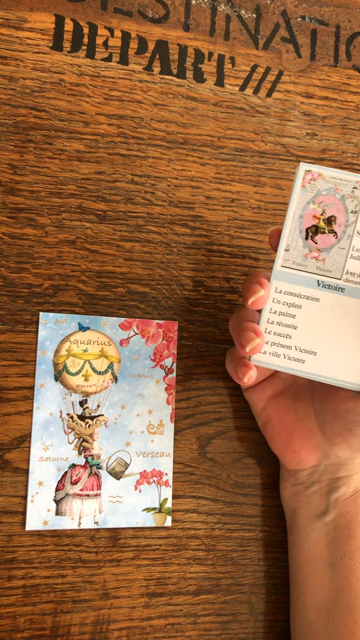 DESTINATIO
DEPART ///
Victoire
La consécration
Un exploit
La palme
La réussite
Le succès
Le prénom Victoire
La ville Victoire
Aquarius
Uranus
Saturne
Verseau